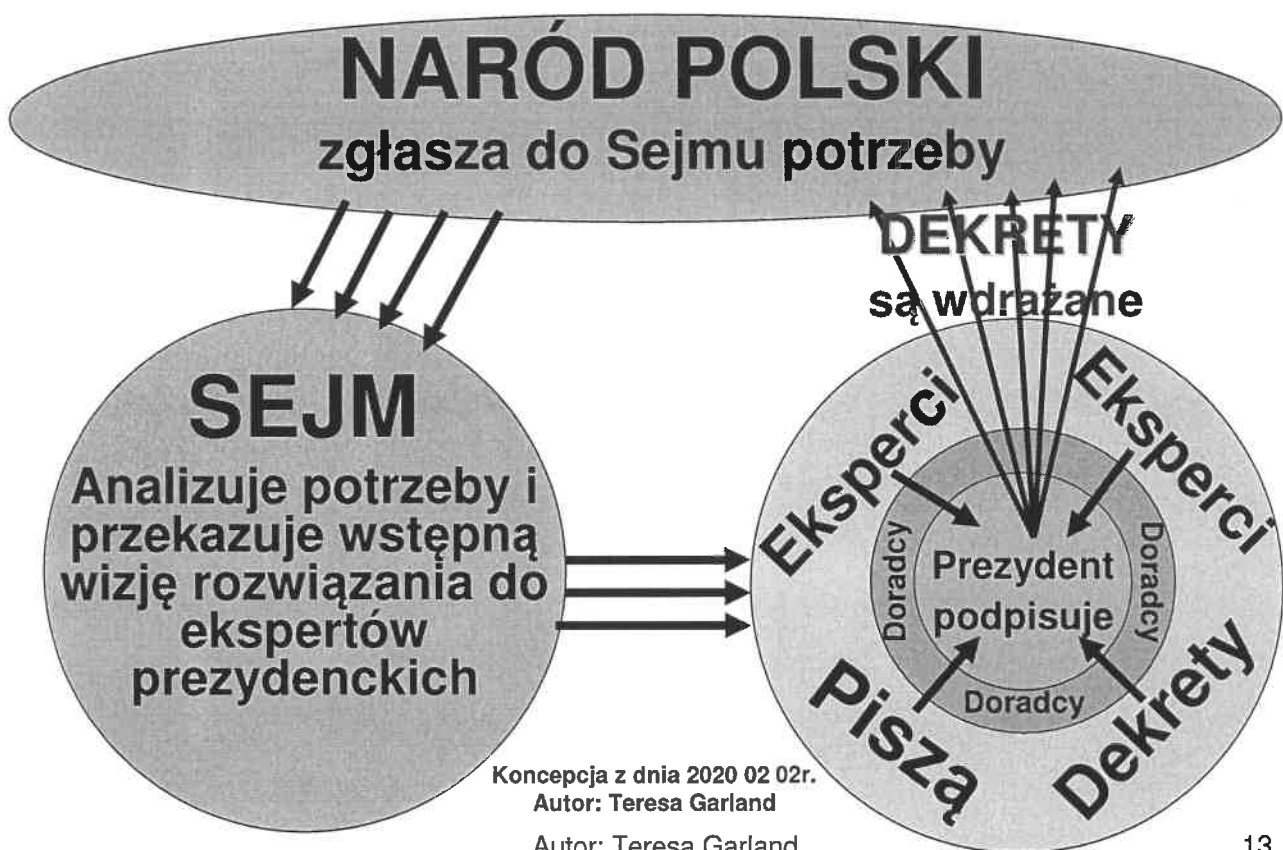 NARÓD POLSKI
zgłasza do Sejmu potrzeby
DEKRETY
są wdrażane
SEJM
Analizuje potrzeby i
przekazuje wstępną
wizję rozwiązania do
ekspertów
prezydenckich
Eksperci
Eksperci
Doradcy
Doradcy
Prezydent
podpisuje
Doradcy
Piszą
Dekrety
Koncepcja z dnia 2020 02 02r.
Autor: Teresa Garland
Autor: Teresa Garland
13